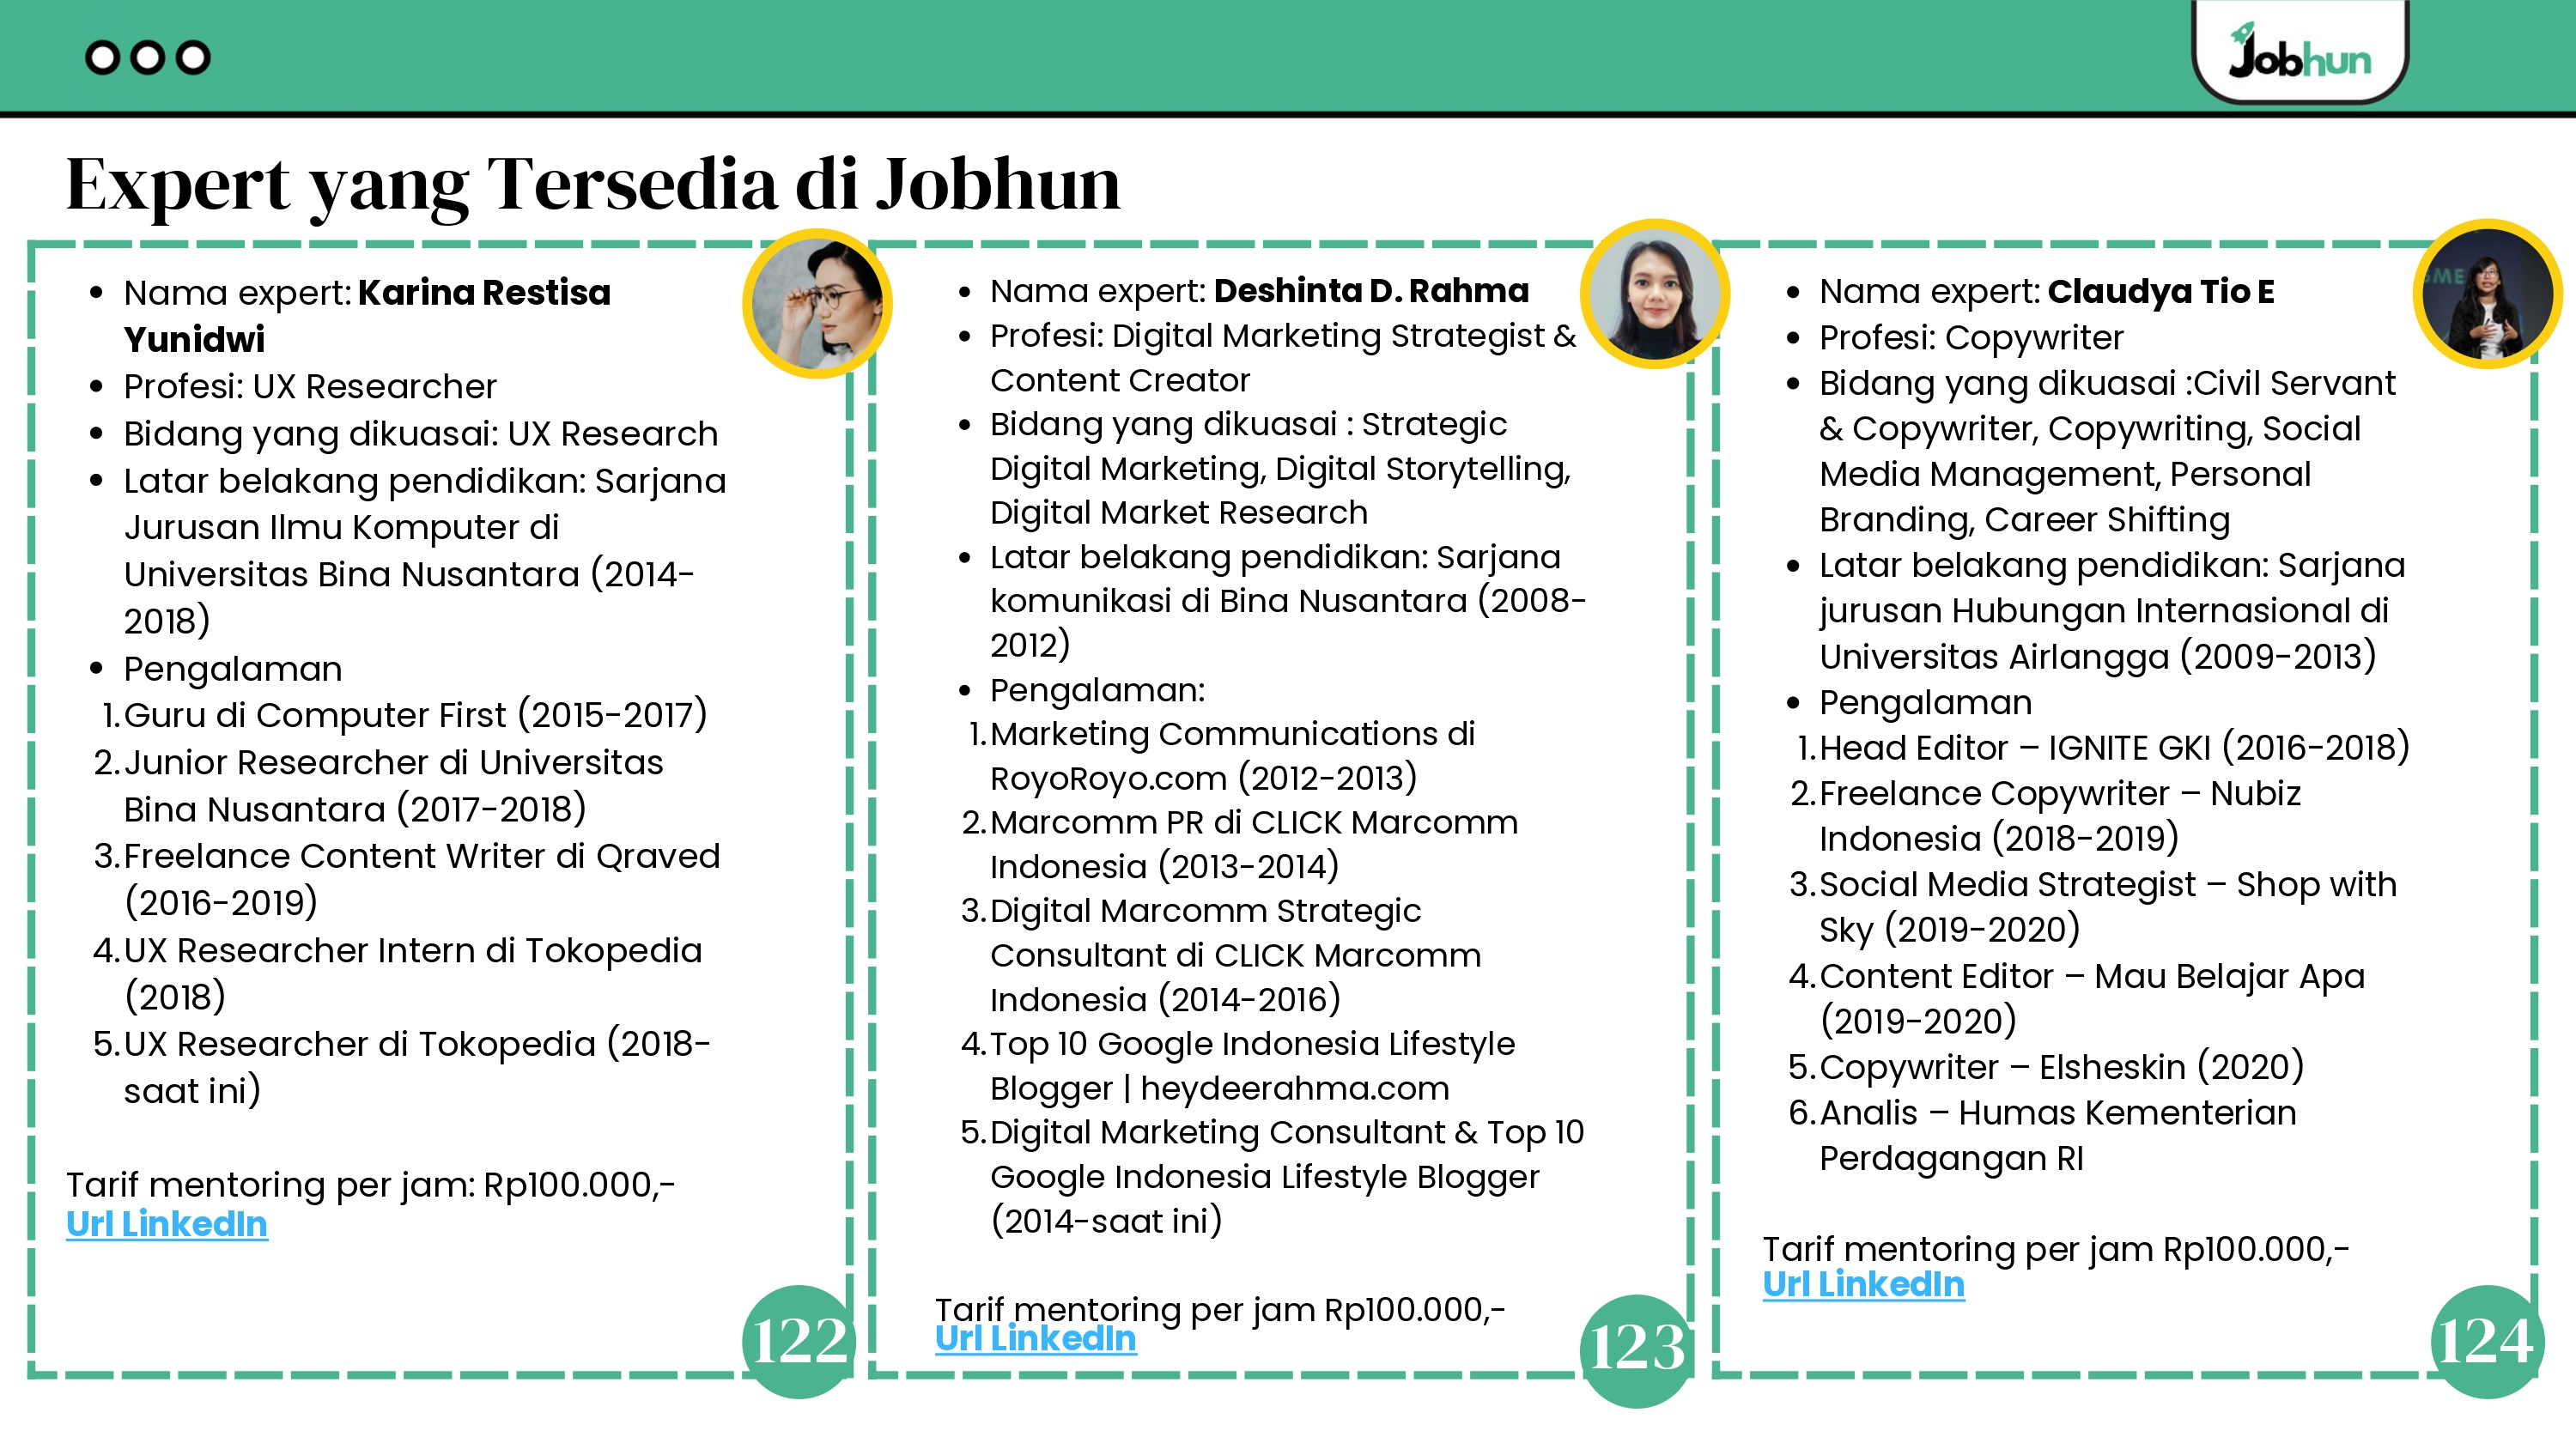 Jobhun
Expert yang Tersedia di Jobhun
Nama expert: Karina Restisa
Yunidwi
Profesi: UX Researcher
Bidang yang dikuasai: UX Research
Latar belakang pendidikan: Sarjana
Jurusan Ilmu Komputer di
Universitas Bina Nusantara (2014-
2018)
Pengalaman
1. Guru di Computer First (2015-2017)
2. Junior Researcher di Universitas
Bina Nusantara (2017-2018)
3. Freelance Content Writer di Qraved
(2016-2019)
4. UX Researcher Intern di Tokopedia
(2018)
5. UX Researcher di Tokopedia (2018-
saat ini)
Tarif mentoring per jam: Rp100.000,-
Url LinkedIn
122
Nama expert: Deshinta D. Rahma
Profesi: Digital Marketing Strategist &
Content Creator
Bidang yang dikuasai : Strategic
Digital Marketing, Digital Storytelling,
Digital Market Research
Latar belakang pendidikan: Sarjana
komunikasi di Bina Nusantara (2008-
2012)
Pengalaman:
1. Marketing Communications di
RoyoRoyo.com (2012-2013)
2. Marcomm PR di CLICK Marcomm
Indonesia (2013-2014)
3. Digital Marcomm Strategic
Consultant di CLICK Marcomm
Indonesia (2014-2016)
4. Top 10 Google Indonesia Lifestyle
Blogger | heydeerahma.com
5. Digital Marketing Consultant & Top 10
Google Indonesia Lifestyle Blogger
(2014-saat ini)
Tarif mentoring per jam Rp100.000,-
Url LinkedIn
123
Nama expert: Claudya Tio E
Profesi: Copywriter
Bidang yang dikuasai :Civil Servant
& Copywriter, Copywriting, Social
Media Management, Personal
Branding, Career Shifting
Latar belakang pendidikan: Sarjana
jurusan Hubungan Internasional di
Universitas Airlangga (2009-2013)
Pengalaman
1. Head Editor – IGNITE GKI (2016-2018)
2. Freelance Copywriter – Nubiz
Indonesia (2018-2019)
3. Social Media Strategist – Shop with
Sky (2019-2020)
4. Content Editor – Mau Belajar Apa
(2019-2020)
5. Copywriter – Elsheskin (2020)
6. Analis – Humas Kementerian
Perdagangan RI
Tarif mentoring per jam Rp100.000,-
Url LinkedIn
124